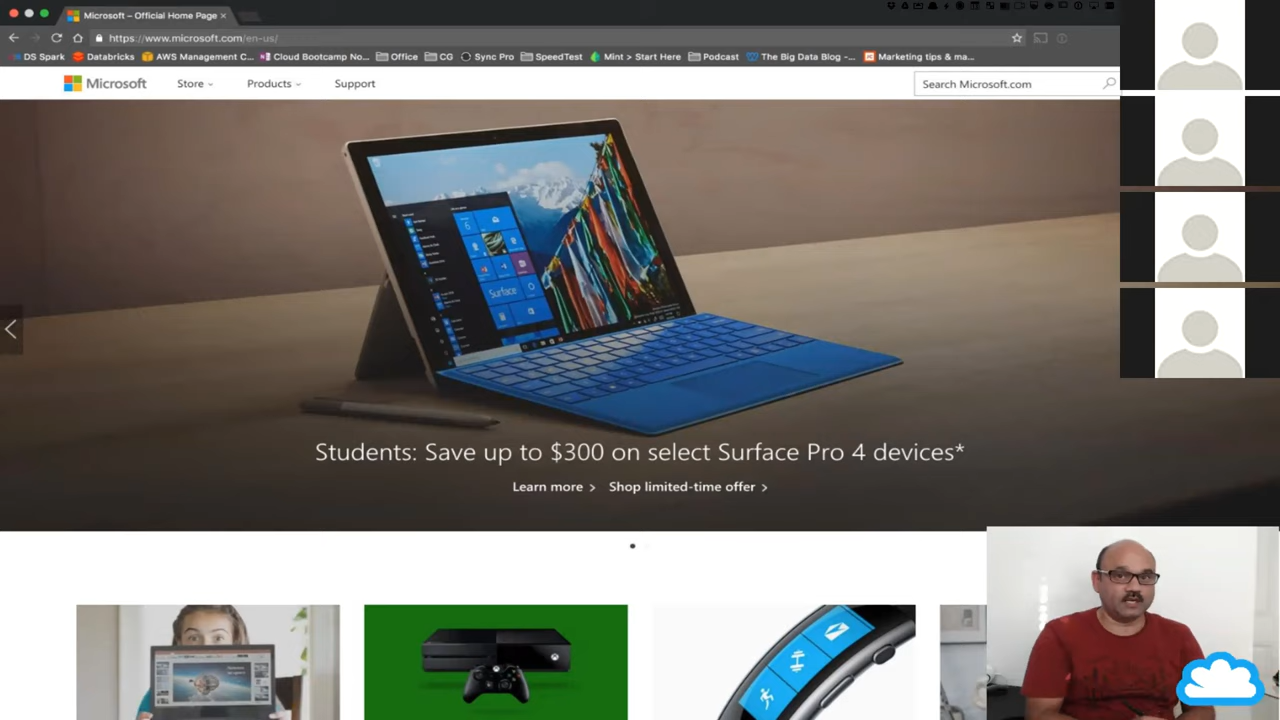 Microsoft – Official Home Page
https://www.microsoft.com/en-us/
DS Spark Databricks AWS Management C... Cloud Bootcamp No... Office CG Sync Pro SpeedTest Mint > Start Here Podcast The Big Data Blog -... Marketing tips & ma...
Microsoft Store Products Support Search Microsoft.com
Surface
Students: Save up to $300 on select Surface Pro 4 devices*
Learn more > Shop limited-time offer >